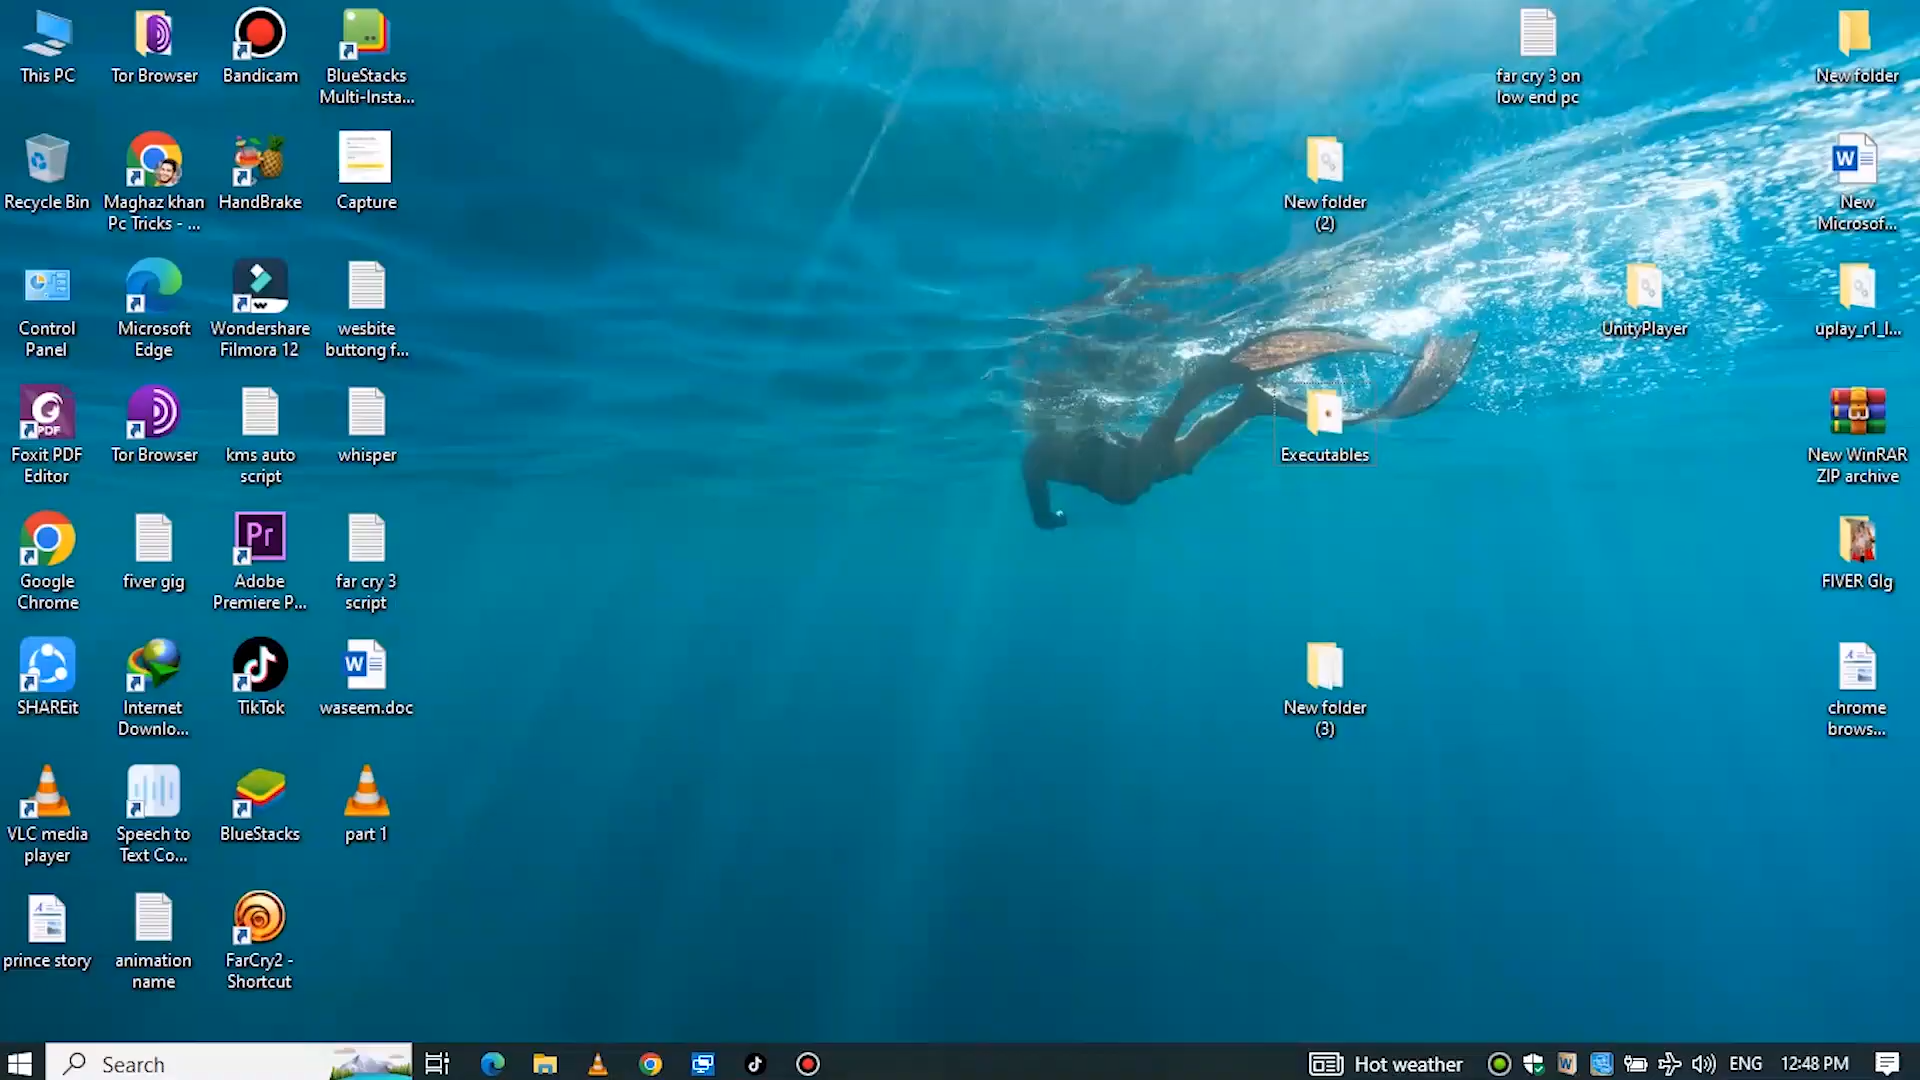 This PC
Tor Browser
Bandicam
BlueStacks
Multi-Insta...
far cry 3 on
low end pc
New folder
Recycle Bin
Maghaz khan
Pc Tricks - ...
HandBrake
Capture
New folder
(2)
New
Microsof...
Control
Panel
Microsoft
Edge
Wondershare
Filmora 12
wesbite
buttong f...
UnityPlayer
uplay_r1_l...
PDF
Foxit PDF
Editor
Tor Browser
kms auto
script
whisper
Executables
New WinRAR
ZIP archive
Google
Chrome
fiver gig
Pr
Adobe
Premiere P...
far cry 3
script
FIVER GIg
SHAREit
Internet
Downlo...
TikTok
W
waseem.doc
New folder
(3)
chrome
brows...
VLC media
player
Speech to
Text Co...
BlueStacks
part 1
prince story
animation
name
FarCry2 -
Shortcut
Search
Hot weather
ENG
12:48 PM